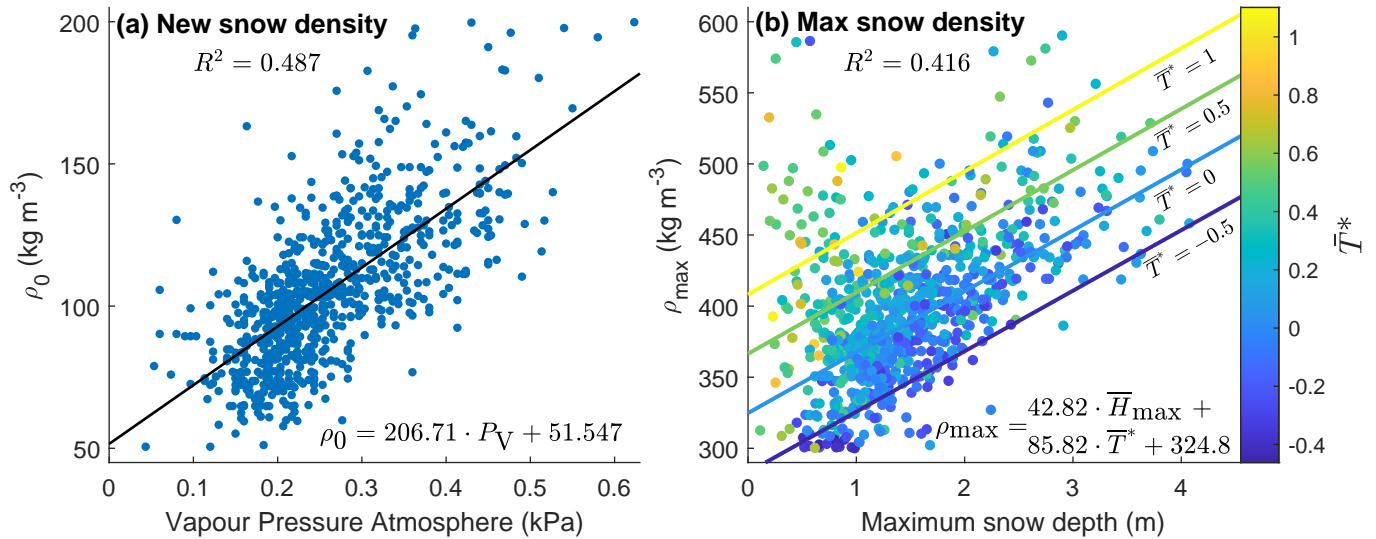 (a) New snow density
R² = 0.487
ρ₀ (kg m⁻³)
200
150
100
50
ρ₀ = 206.71 · P_V + 51.547
0 0.1 0.2 0.3 0.4 0.5 0.6
Vapour Pressure Atmosphere (kPa)
(b) Max snow density
R² = 0.416
ρ_max (kg m⁻³)
600
550
500
450
400
350
300
T̅* = 1
T̅* = 0.5
T̅* = 0
T̅* = −0.5
ρ_max = 42.82 · H̅_max +
85.82 · T̅* + 324.8
0 1 2 3 4
Maximum snow depth (m)
1
0.8
0.6
0.4
0.2
0
-0.2
-0.4
T̅*